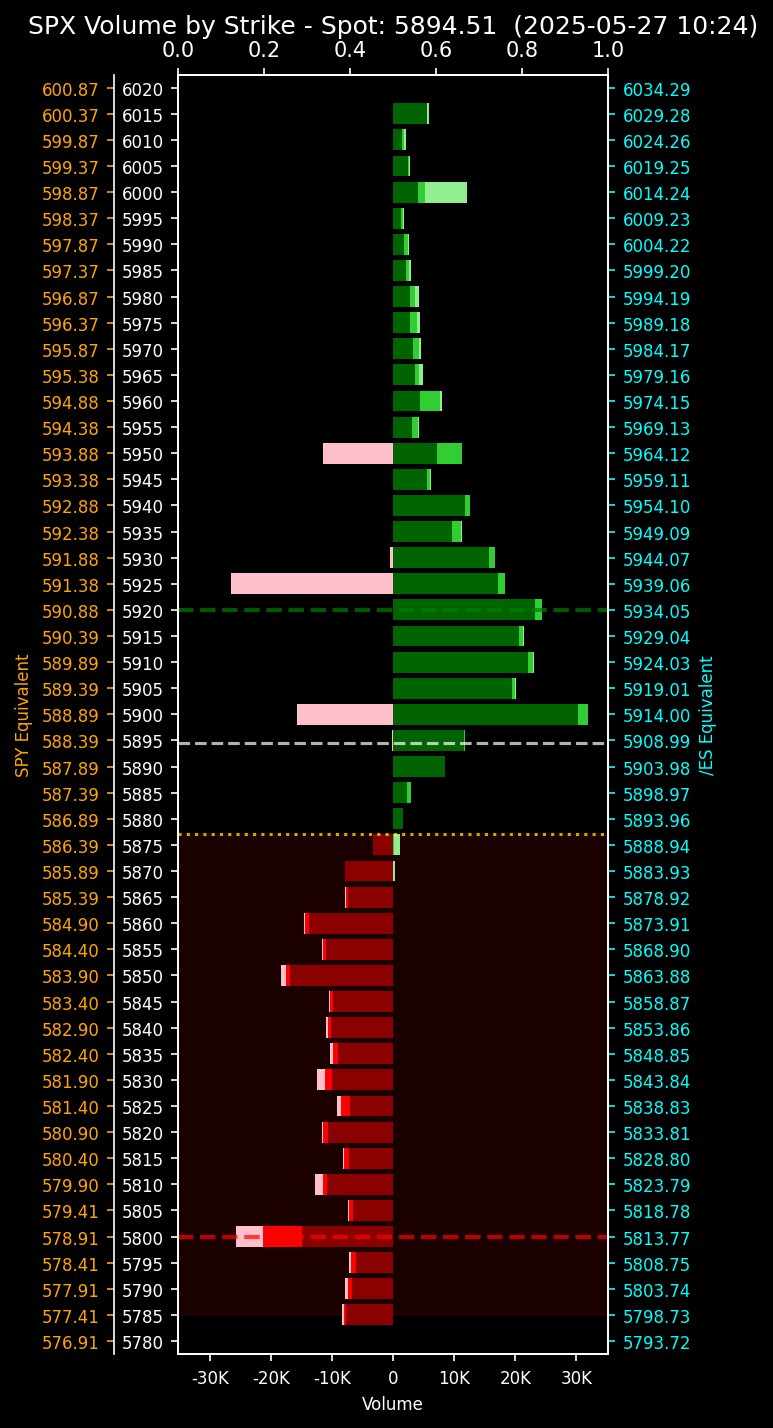 SPX Volume by Strike - Spot: 5894.51 (2025-05-27 10:24)
0.0 0.2 0.4 0.6 0.8 1.0
600.87 6020 6034.29
600.37 6015 6029.28
599.87 6010 6024.26
599.37 6005 6019.25
598.87 6000 6014.24
598.37 5995 6009.23
597.87 5990 6004.22
597.37 5985 5999.20
596.87 5980 5994.19
596.37 5975 5989.18
595.87 5970 5984.17
595.38 5965 5979.16
594.88 5960 5974.15
594.38 5955 5969.13
593.88 5950 5964.12
593.38 5945 5959.11
592.88 5940 5954.10
592.38 5935 5949.09
591.88 5930 5944.07
591.38 5925 5939.06
590.88 5920 5934.05
590.39 5915 5929.04
589.89 5910 5924.03
589.39 5905 5919.01
588.89 5900 5914.00
588.39 5895 5908.99
587.89 5890 5903.98
587.39 5885 5898.97
586.89 5880 5893.96
586.39 5875 5888.94
585.89 5870 5883.93
585.39 5865 5878.92
584.90 5860 5873.91
584.40 5855 5868.90
583.90 5850 5863.88
583.40 5845 5858.87
582.90 5840 5853.86
582.40 5835 5848.85
581.90 5830 5843.84
581.40 5825 5838.83
580.90 5820 5833.81
580.40 5815 5828.80
579.90 5810 5823.79
579.41 5805 5818.78
578.91 5800 5813.77
578.41 5795 5808.75
577.91 5790 5803.74
577.41 5785 5798.73
576.91 5780 5793.72
SPY Equivalent
/ES Equivalent
-30K -20K -10K 0 10K 20K 30K
Volume